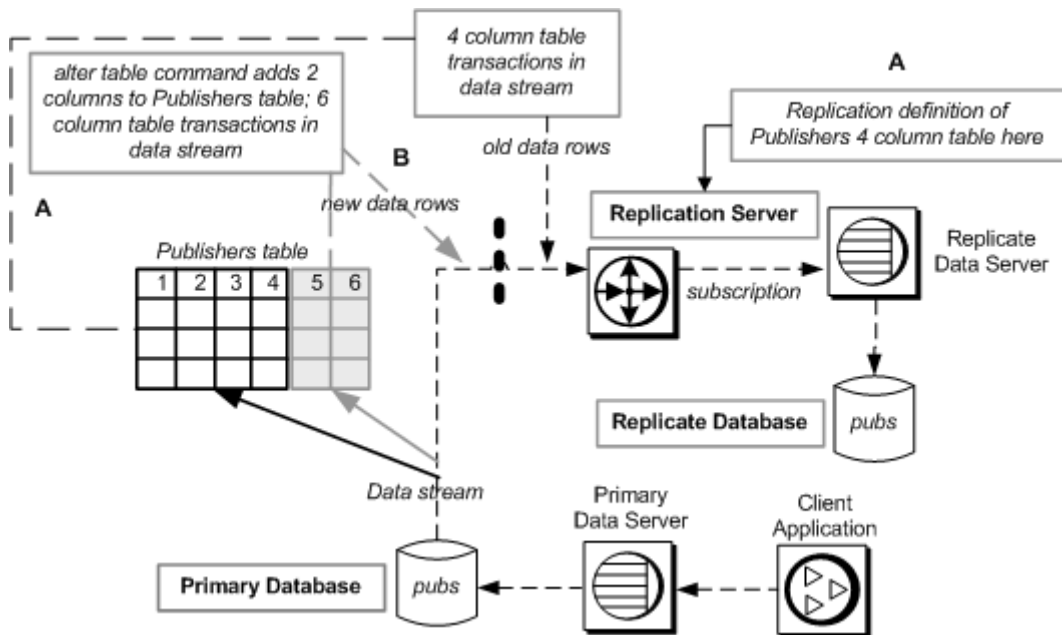 4 column table
transactions in
data stream
alter table command adds 2
columns to Publishers table; 6
column table transactions in
data stream
A
Replication definition of
Publishers 4 column table here
B
old data rows
A
new data rows
Replication Server
Publishers table
Replicate
Data Server
1 2 3 4 5 6
subscription
Replicate Database
pubs
Data stream
Primary
Data Server
Client
Application
Primary Database
pubs